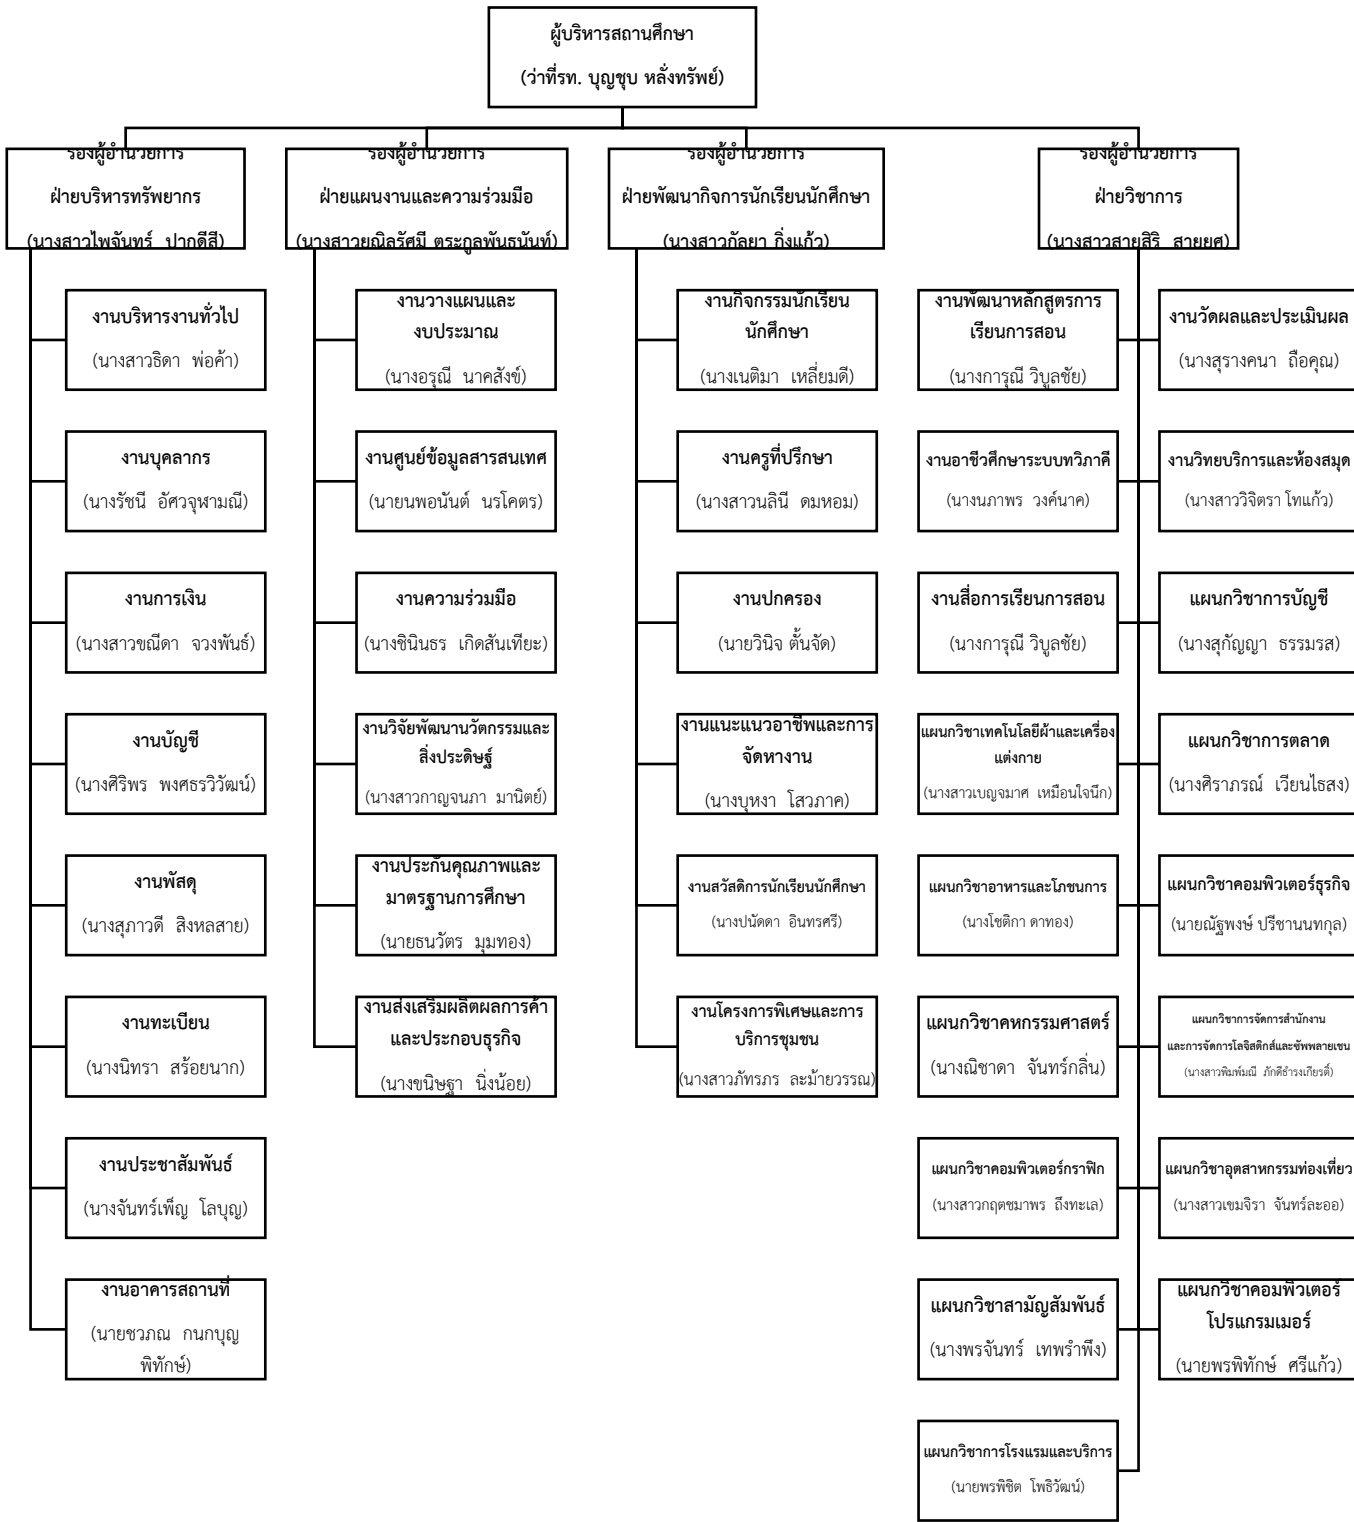 ผู้บริหารสถานศึกษา
(ว่าที่รท. บุญชุบ หลั่งทรัพย์)
รองผู้อำนวยการ
ฝ่ายบริหารทรัพยากร
(นางสาวไพจันทร์ ปากดีสี)
รองผู้อำนวยการ
ฝ่ายแผนงานและความร่วมมือ
(นางสาวยณิลรัศมี ตระกูลพันธนันท์)
รองผู้อำนวยการ
ฝ่ายพัฒนากิจการนักเรียนนักศึกษา
(นางสาวกัลยา กิ่งแก้ว)
รองผู้อำนวยการ
ฝ่ายวิชาการ
(นางสาวสายสิริ สายยศ)
งานบริหารงานทั่วไป
(นางสาวธิดา พ่อค้า)
งานบุคลากร
(นางรัชนี อัศวจุฬามณี)
งานการเงิน
(นางสาวขณีดา จวงพันธ์)
งานบัญชี
(นางศิริพร พงศธรวิวัฒน์)
งานพัสดุ
(นางสุภาวดี สิงหลสาย)
งานทะเบียน
(นางนิทรา สร้อยนาก)
งานประชาสัมพันธ์
(นางจันทร์เพ็ญ โลบุญ)
งานอาคารสถานที่
(นายชวภณ กนกบุญ
พิทักษ์)
งานวางแผนและ
งบประมาณ
(นางอรุณี นาคสังข์)
งานศูนย์ข้อมูลสารสนเทศ
(นายนพอนันต์ นรโคตร)
งานความร่วมมือ
(นางชินินธร เกิดสันเทียะ)
งานวิจัยพัฒนานวัตกรรมและ
สิ่งประดิษฐ์
(นางสาวกาญจนภา มานิตย์)
งานประกันคุณภาพและ
มาตรฐานการศึกษา
(นายธนวัตร มุมทอง)
งานส่งเสริมผลิตผลการค้า
และประกอบธุรกิจ
(นางขนิษฐา นิ่งน้อย)
งานกิจกรรมนักเรียน
นักศึกษา
(นางเนติมา เหลี่ยมดี)
งานครูที่ปรึกษา
(นางสาวนลินี ดมหอม)
งานปกครอง
(นายวินิจ ตั้นจัด)
งานแนะแนวอาชีพและการ
จัดหางาน
(นางบุหงา โสวภาค)
งานสวัสดิการนักเรียนนักศึกษา
(นางปนัดดา อินทรศรี)
งานโครงการพิเศษและการ
บริการชุมชน
(นางสาวภัทรภร ละม้ายวรรณ)
งานพัฒนาหลักสูตรการ
เรียนการสอน
(นางการุณี วิบูลชัย)
งานอาชีวศึกษาระบบทวิภาคี
(นางนภาพร วงค์นาค)
งานสื่อการเรียนการสอน
(นางการุณี วิบูลชัย)
แผนกวิชาเทคโนโลยีผ้าและเครื่อง
แต่งกาย
(นางสาวเบญจมาศ เหมือนใจนึก)
แผนกวิชาอาหารและโภชนการ
(นางโชติกา ดาทอง)
แผนกวิชาคหกรรมศาสตร์
(นางณิชาดา จันทร์กลิ่น)
แผนกวิชาคอมพิวเตอร์กราฟิก
(นางสาวกฤตชมาพร ถึงทะเล)
แผนกวิชาสามัญสัมพันธ์
(นางพรจันทร์ เทพรำพึง)
แผนกวิชาการโรงแรมและบริการ
(นายพรพิชิต โพธิวัฒน์)
งานวัดผลและประเมินผล
(นางสุรางคนา ถือคุณ)
งานวิทยบริการและห้องสมุด
(นางสาววิจิตรา โทแก้ว)
แผนกวิชาการบัญชี
(นางสุกัญญา ธรรมรส)
แผนกวิชาการตลาด
(นางศิราภรณ์ เวียนไธสง)
แผนกวิชาคอมพิวเตอร์ธุรกิจ
(นายณัฐพงษ์ ปรีชานนทกุล)
แผนกวิชาการจัดการสำนักงาน
และการจัดการโลจิสติกส์และซัพพลายเชน
(นางสาวพิมพ์มณี ภักดีธำรงเกียรติ์)
แผนกวิชาอุตสาหกรรมท่องเที่ยว
(นางสาวเขมจิรา จันทร์ละออ)
แผนกวิชาคอมพิวเตอร์
โปรแกรมเมอร์
(นายพรพิทักษ์ ศรีแก้ว)